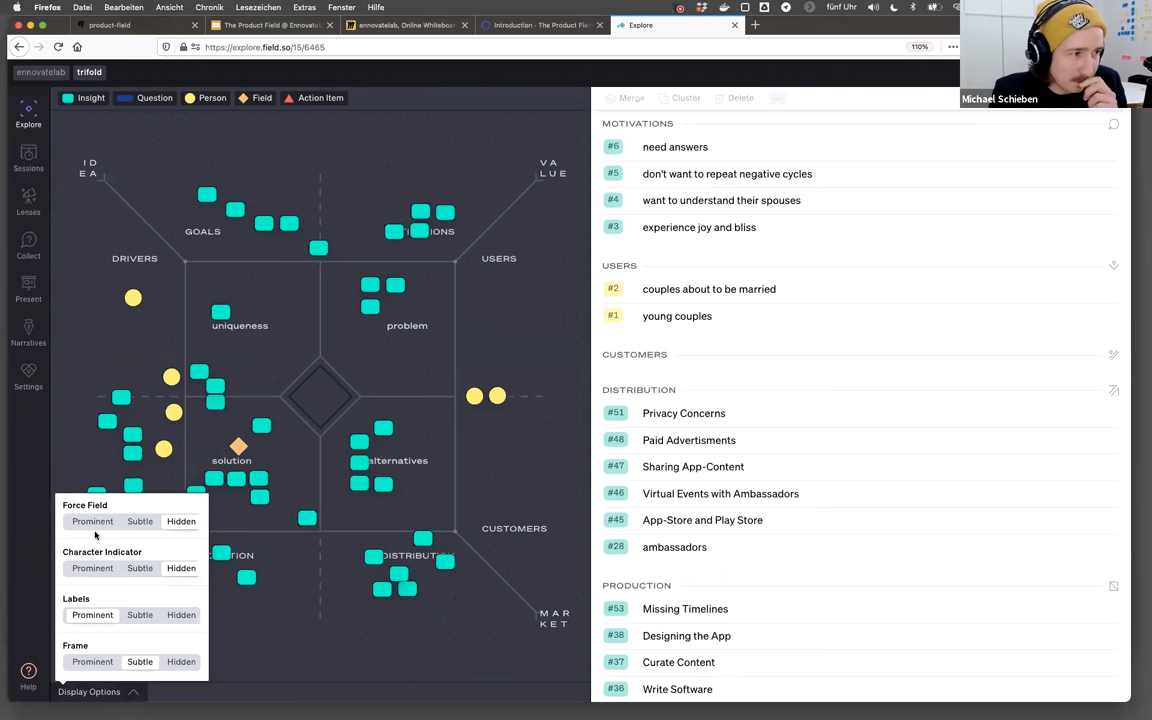 Firefox Datei Bearbeiten Ansicht Chronik Lesezeichen Extras Fenster Hilfe fünf Uhr
product-field
The Product Field @ Ennovatel
ennovatelab, Online Whiteboard
Introduction - The Product Fiel
Explore
https://explore.field.so/15/6465
110%
ennovatelab trifold
Insight Question Person Field Action Item
Merge Cluster Delete
Michael Schieben
Explore
Sessions
Lenses
Collect
Present
Narratives
Settings
Help
ID
EA
VA
LUE
GOALS
DRIVERS
USERS
uniqueness
problem
solution
alternatives
CUSTOMERS
DISTRIBUT
MAR
KET
Force Field
Prominent Subtle Hidden
Character Indicator
Prominent Subtle Hidden
Labels
Prominent Subtle Hidden
Frame
Prominent Subtle Hidden
Display Options
MOTIVATIONS
#6 need answers
#5 don't want to repeat negative cycles
#4 want to understand their spouses
#3 experience joy and bliss
USERS
#2 couples about to be married
#1 young couples
CUSTOMERS
DISTRIBUTION
#51 Privacy Concerns
#48 Paid Advertisments
#47 Sharing App-Content
#46 Virtual Events with Ambassadors
#45 App-Store and Play Store
#28 ambassadors
PRODUCTION
#53 Missing Timelines
#38 Designing the App
#37 Curate Content
#36 Write Software